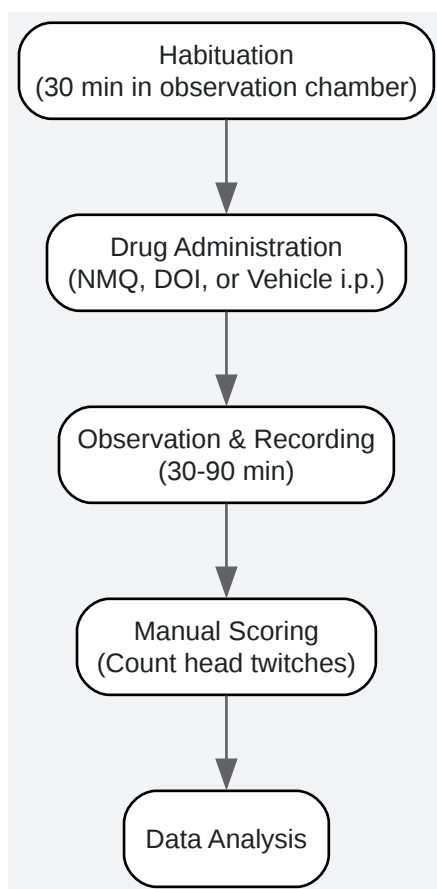 Habituation
(30 min in observation chamber)
Drug Administration
(NMQ, DOI, or Vehicle i.p.)
Observation & Recording
(30-90 min)
Manual Scoring
(Count head twitches)
Data Analysis